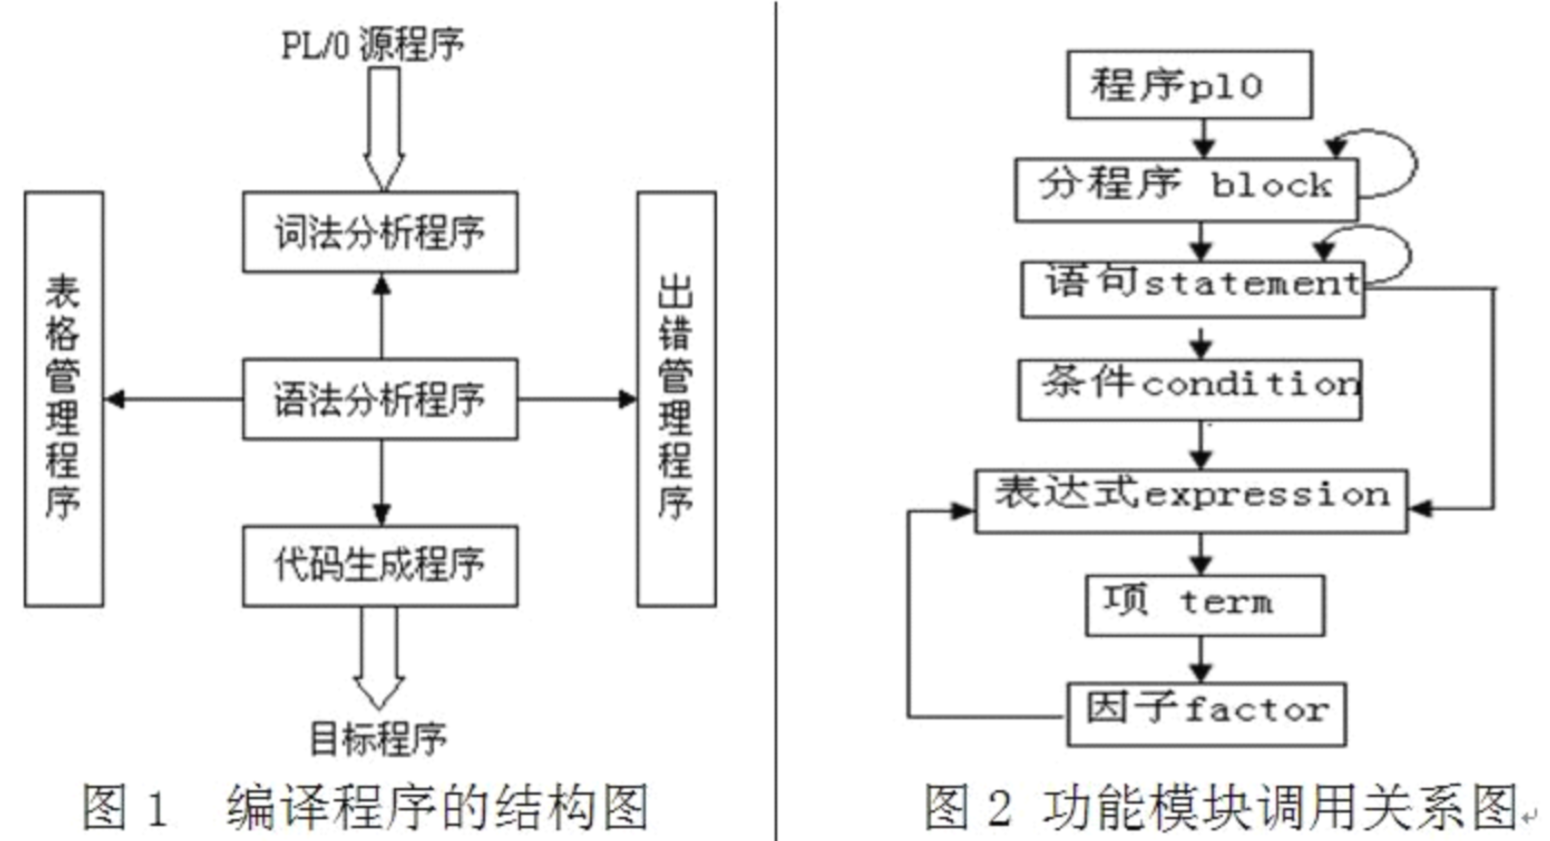 PL/0 源程序
词法分析程序
表格管理程序
语法分析程序
出错管理程序
代码生成程序
目标程序
图1 编译程序的结构图
程序pl0
分程序 block
语句statement
条件condition
表达式expression
项 term
因子factor
图2 功能模块调用关系图